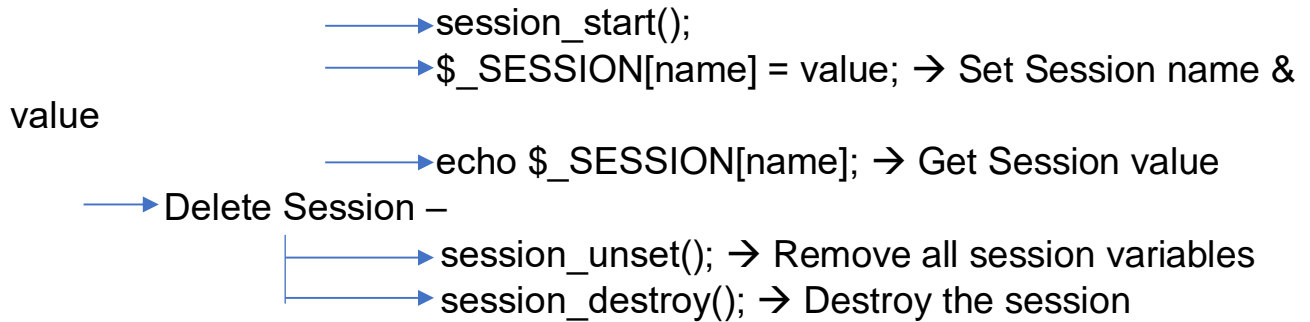 session_start();
$_SESSION[name] = value; → Set Session name &
value
echo $_SESSION[name]; → Get Session value
Delete Session –
session_unset(); → Remove all session variables
session_destroy(); → Destroy the session